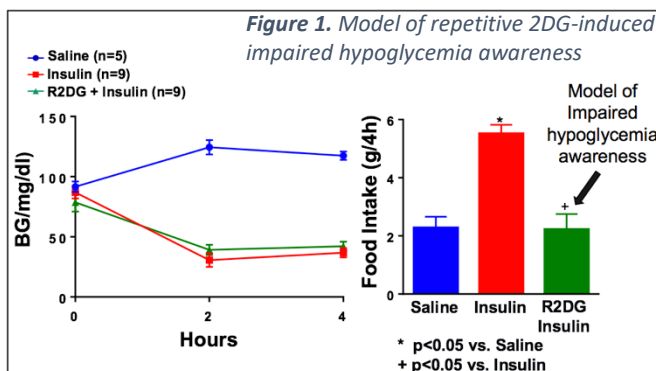 Figure 1. Model of repetitive 2DG-induced
impaired hypoglycemia awareness
Saline (n=5)
Insulin (n=9)
R2DG + Insulin (n=9)
BG/mg/dl)
150
100
50
0
0
2
4
Hours
Model of
Impaired
hypoglycemia
awareness
Food Intake (g/4h)
6
4
2
0
*
+
Saline
Insulin
R2DG
Insulin
* p<0.05 vs. Saline
+ p<0.05 vs. Insulin